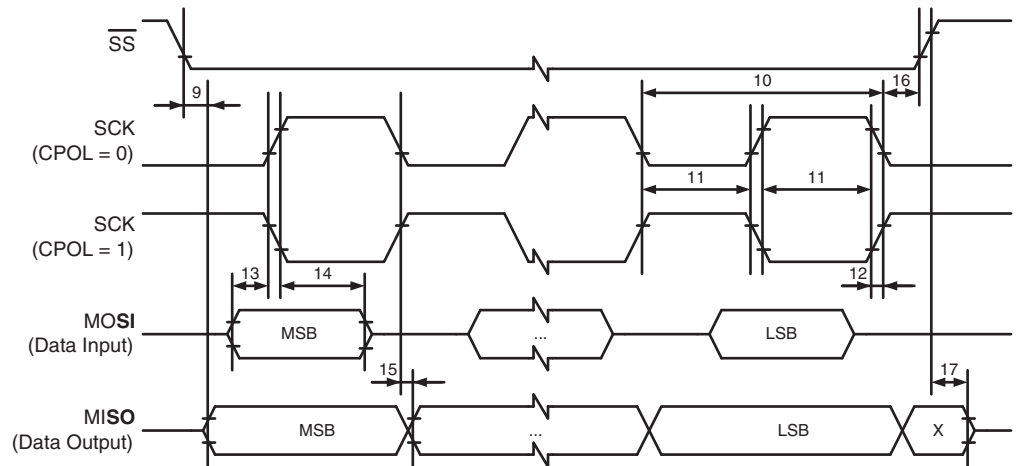 SS
9
10
16
SCK
(CPOL = 0)
11
11
SCK
(CPOL = 1)
13
14
12
MOSI
(Data Input)
MSB
...
LSB
15
17
MISO
(Data Output)
MSB
...
LSB
X